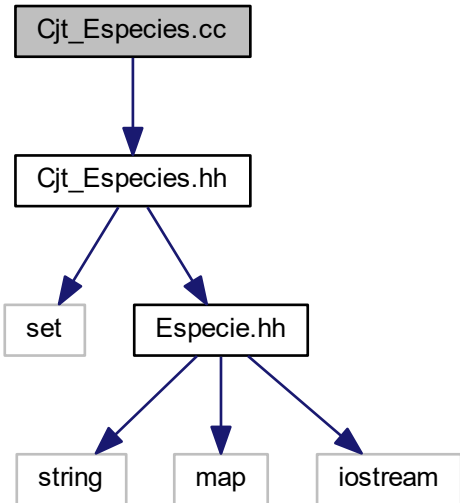 Cjt_Especies.cc
Cjt_Especies.hh
set
Especie.hh
string
map
iostream